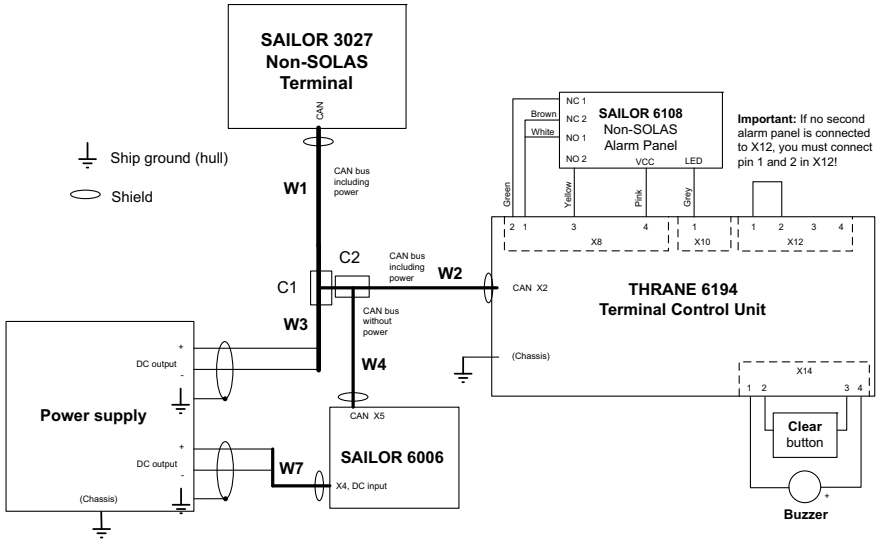 SAILOR 3027
Non-SOLAS
Terminal
CAN
Ship ground (hull)
Shield
W1
CAN bus
including
power
NC 1
Brown
NC 2
White
NO 1
NO 2
SAILOR 6108
Non-SOLAS
Alarm Panel
VCC
LED
Important: If no second
alarm panel is connected
to X12, you must connect
pin 1 and 2 in X12!
Green
Yellow
Pink
Grey
2 1 3 4
X8
1
X10
1 2 3 4
X12
C1
C2
CAN bus
including
power
W2
CAN X2
THRANE 6194
Terminal Control Unit
(Chassis)
W3
CAN bus
without
power
W4
X14
1 2 3 4
Clear
button
+
Buzzer
+
DC output
-
Power supply
+
DC output
-
(Chassis)
W7
CAN X5
SAILOR 6006
X4, DC input